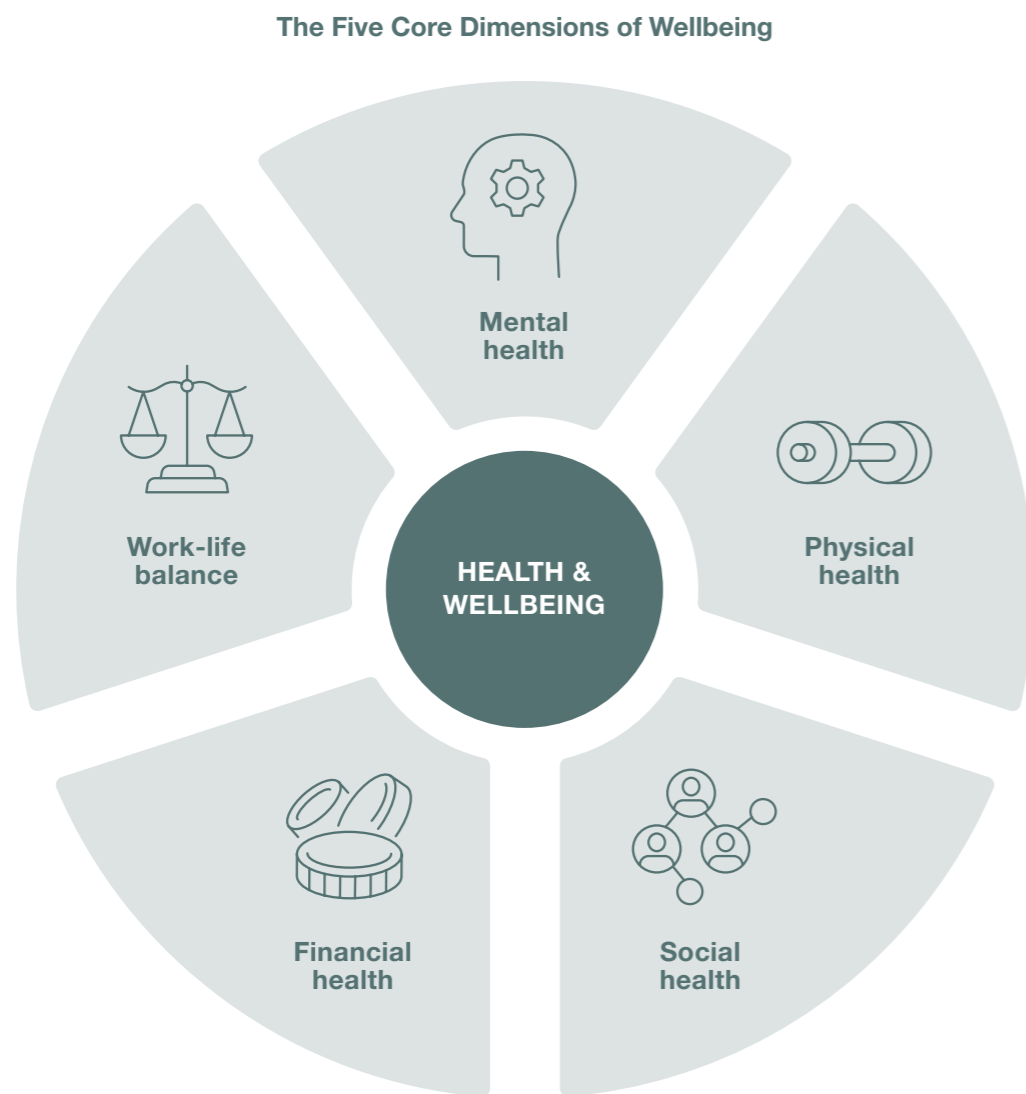 The Five Core Dimensions of Wellbeing
Mental
health
Physical
health
Social
health
Financial
health
Work-life
balance
HEALTH &
WELLBEING